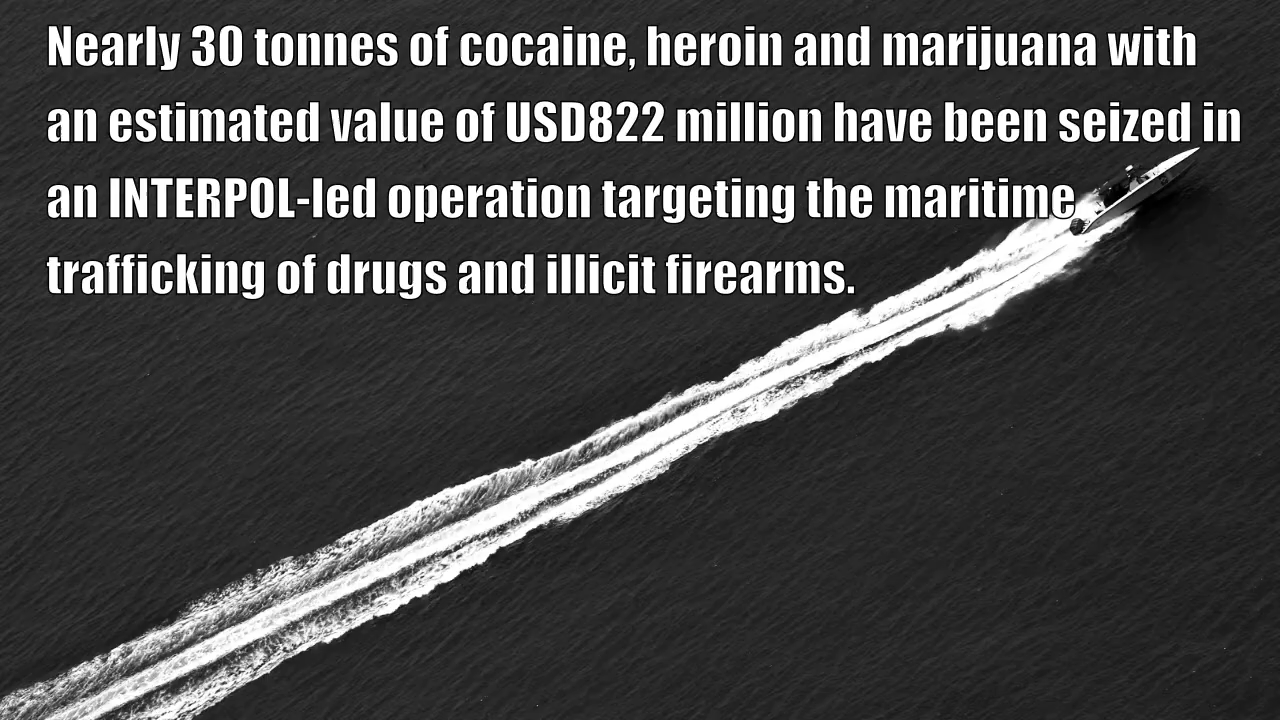 Nearly 30 tonnes of cocaine, heroin and marijuana with
an estimated value of USD822 million have been seized in
an INTERPOL-led operation targeting the maritime
trafficking of drugs and illicit firearms.